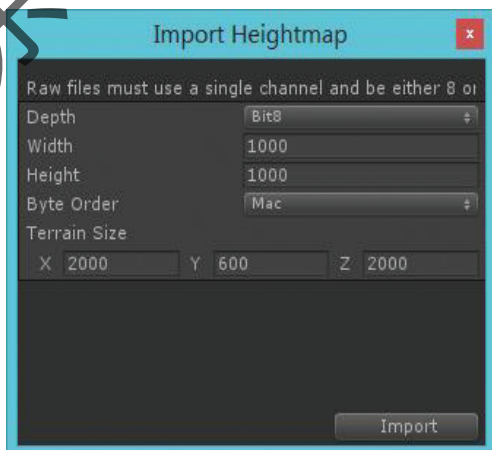 Import Heightmap
x
Raw files must use a single channel and be either 8 or
Depth Bit8
Width 1000
Height 1000
Byte Order Mac
Terrain Size
X 2000 Y 600 Z 2000
Import